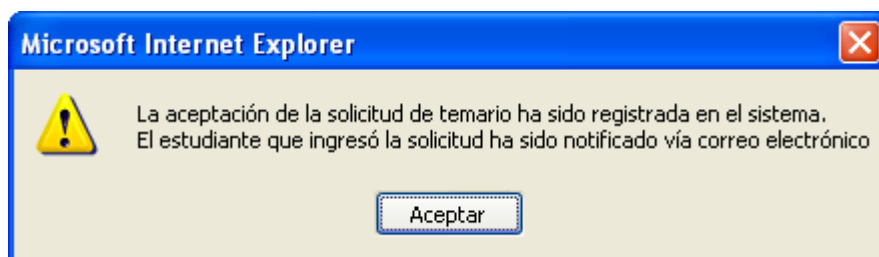 Microsoft Internet Explorer
La aceptación de la solicitud de temario ha sido registrada en el sistema.
El estudiante que ingresó la solicitud ha sido notificado vía correo electrónico
Aceptar